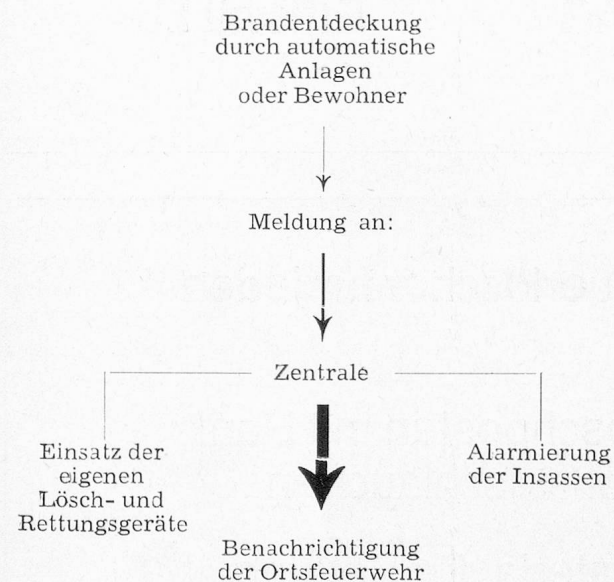 Brandentdeckung
durch automatische
Anlagen
oder Bewohner
Meldung an:
Zentrale
Einsatz der
eigenen
Lösch- und
Rettungsgeräte
Alarmierung
der Insassen
Benachrichtigung
der Ortsfeuerwehr